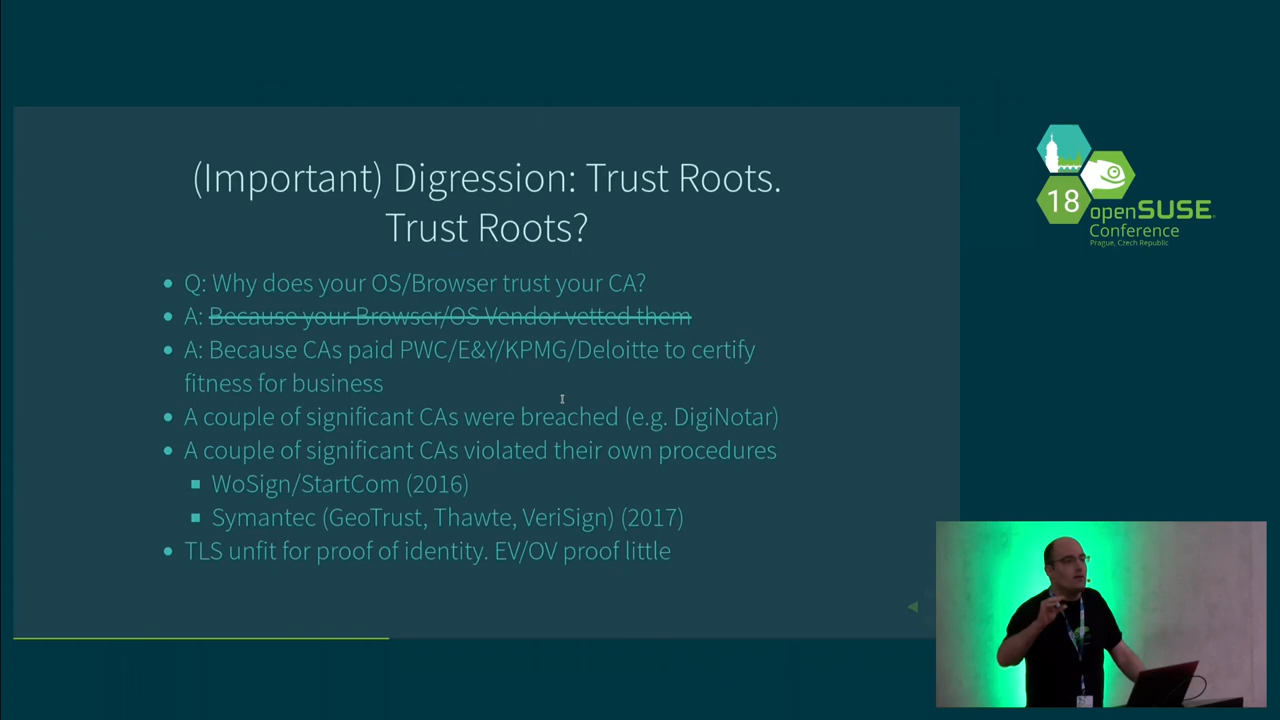 (Important) Digression: Trust Roots.
Trust Roots?
Q: Why does your OS/Browser trust your CA?
A: Because your Browser/OS Vendor vetted them
A: Because CAs paid PWC/E&Y/KPMG/Deloitte to certify
fitness for business
A couple of significant CAs were breached (e.g. DigiNotar)
A couple of significant CAs violated their own procedures
WoSign/StartCom (2016)
Symantec (GeoTrust, Thawte, VeriSign) (2017)
TLS unfit for proof of identity. EV/OV proof little
18
openSUSE
Conference
Prague, Czech Republic